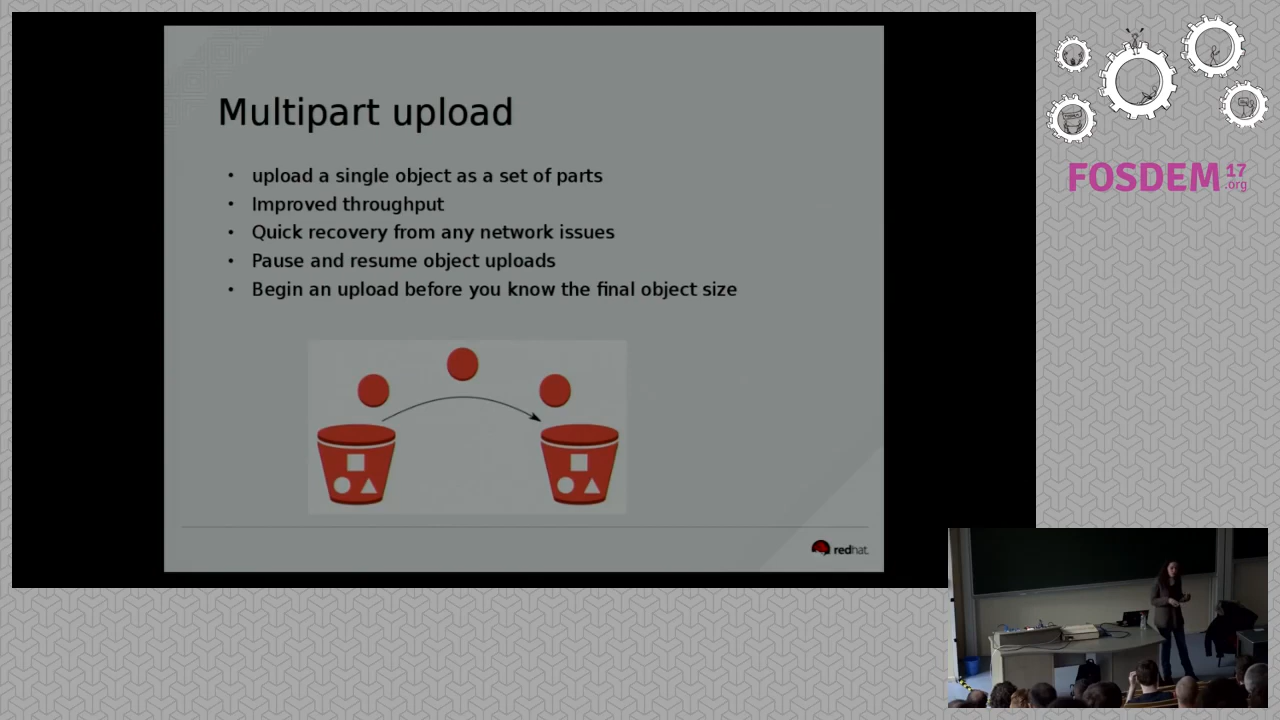 Multipart upload
• upload a single object as a set of parts
• Improved throughput
• Quick recovery from any network issues
• Pause and resume object uploads
• Begin an upload before you know the final object size
redhat.
FOSDEM 17
.org